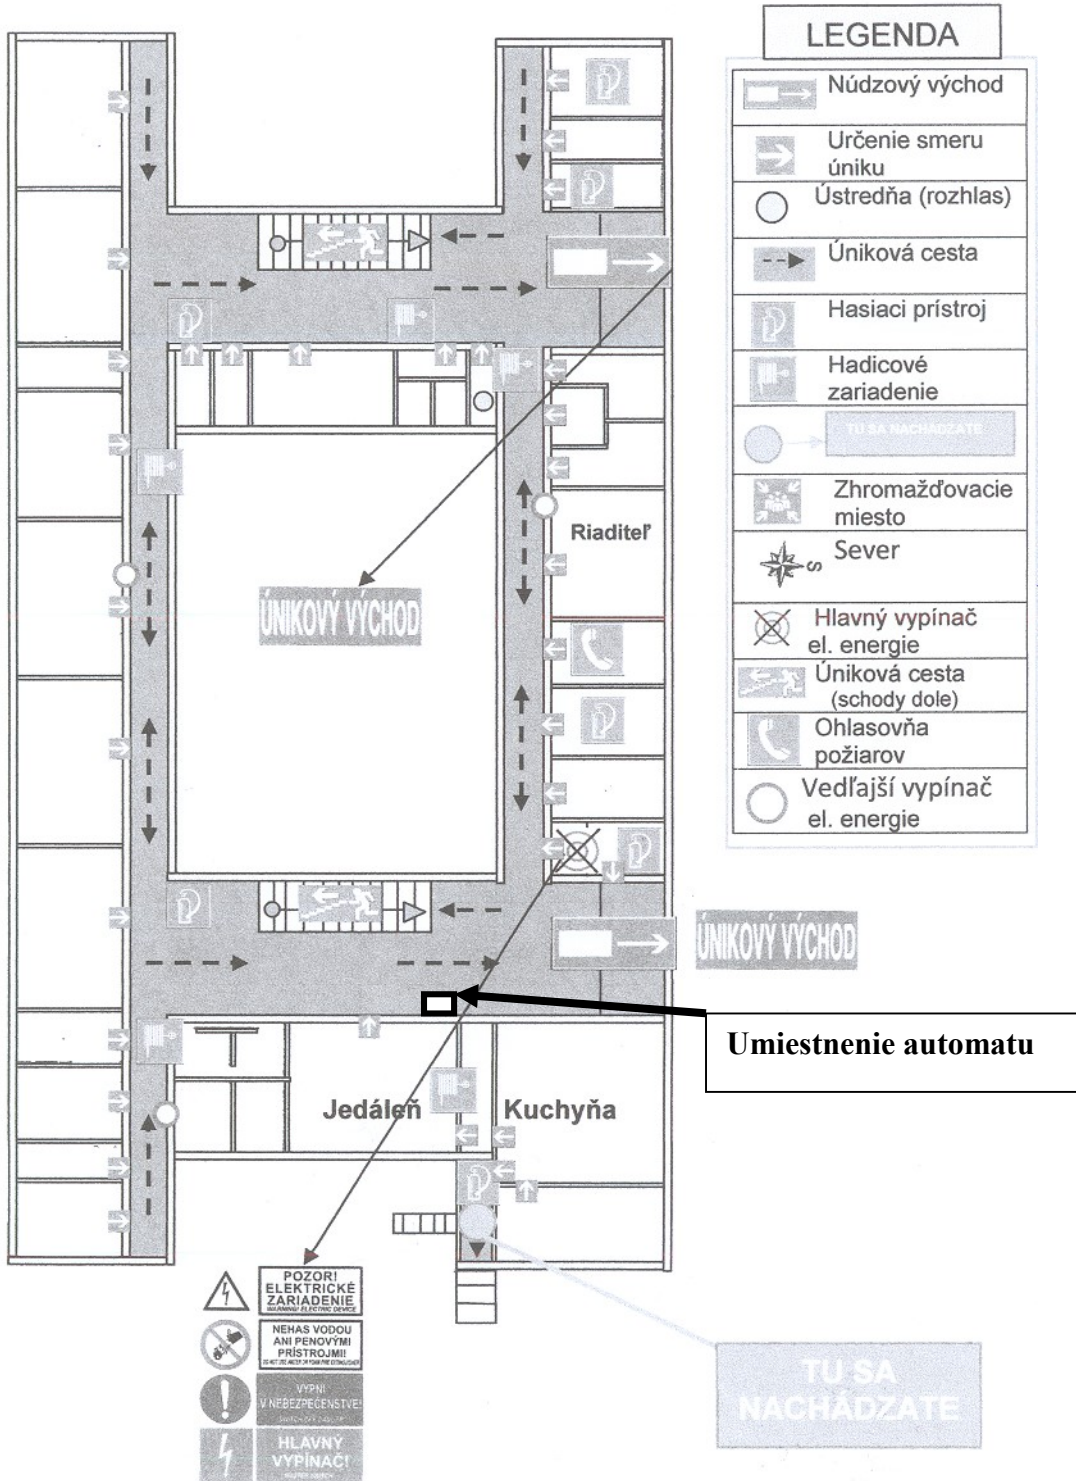 LEGENDA
Núdzový východ
Určenie smeru
úniku
Ústredňa (rozhlas)
Úniková cesta
Hasiaci prístroj
Hadicové
zariadenie
TU SA NACHÁDZATE
Zhromažďovacie
miesto
S
Sever
Hlavný vypínač
el. energie
Úniková cesta
(schody dole)
Ohlasovňa
požiarov
Vedľajší vypínač
el. energie
Riaditeľ
ÚNIKOVÝ VÝCHOD
ÚNIKOVÝ VÝCHOD
Umiestnenie automatu
Jedáleň
Kuchyňa
POZOR!
ELEKTRICKÉ
ZARIADENIE
WARNING! ELECTRIC DEVICE
NEHAS VODOU
ANI PENOVÝMI
PRÍSTROJMI!
VYPNI
V NEBEZPEČENSTVE!
HLAVNÝ
VYPÍNAČ!
TU SA
NACHÁDZATE